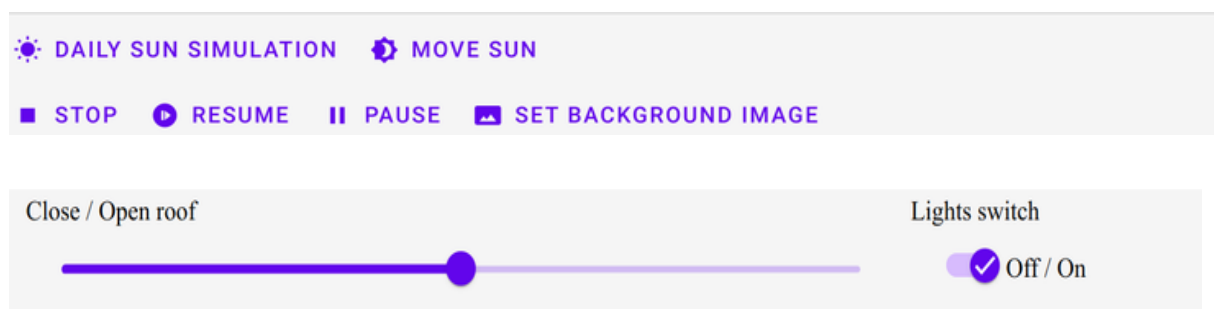 DAILY SUN SIMULATION MOVE SUN
STOP RESUME PAUSE SET BACKGROUND IMAGE
Close / Open roof Lights switch
Off / On